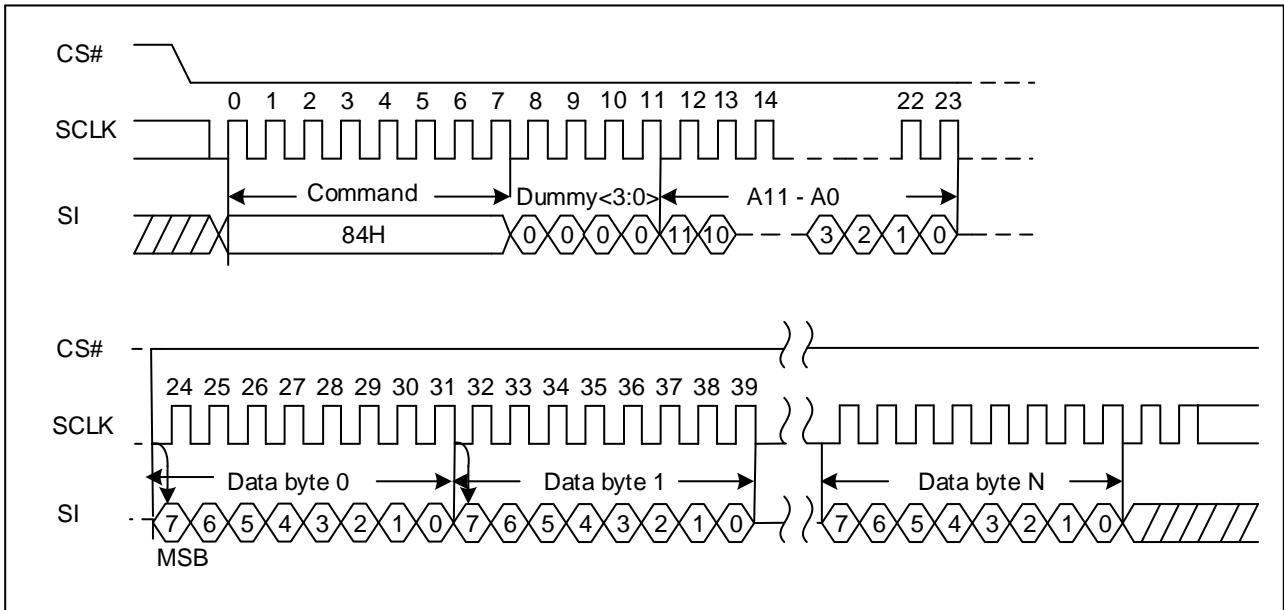 CS#
0 1 2 3 4 5 6 7 8 9 10 11 12 13 14 22 23
SCLK
Command Dummy<3:0> A11 - A0
SI
84H 0 0 0 0 11 10 3 2 1 0
CS#
24 25 26 27 28 29 30 31 32 33 34 35 36 37 38 39
SCLK
Data byte 0 Data byte 1 Data byte N
SI
7 6 5 4 3 2 1 0 7 6 5 4 3 2 1 0 7 6 5 4 3 2 1 0
MSB